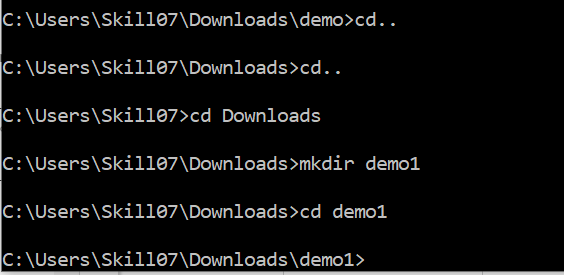 C:\Users\Skill07\Downloads\demo>cd..
C:\Users\Skill07\Downloads>cd..
C:\Users\Skill07>cd Downloads
C:\Users\Skill07\Downloads>mkdir demo1
C:\Users\Skill07\Downloads>cd demo1
C:\Users\Skill07\Downloads\demo1>